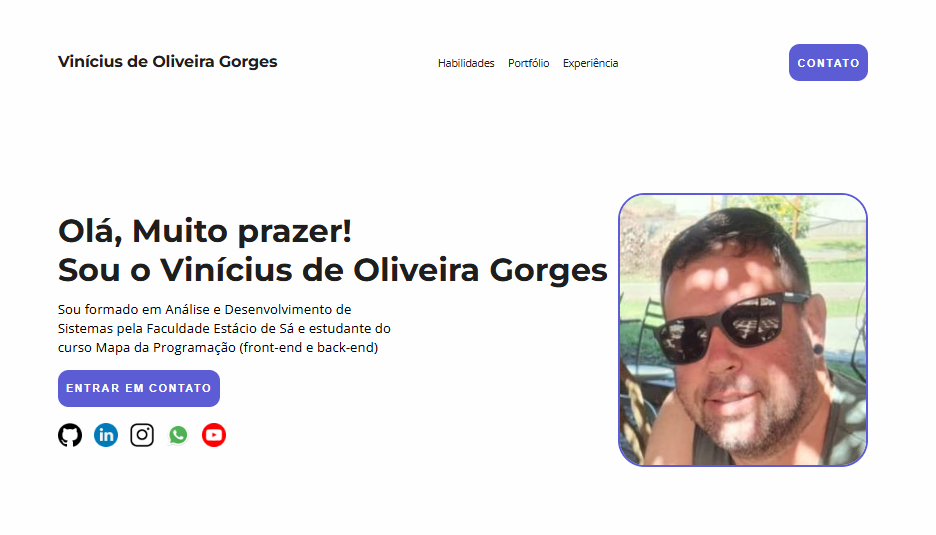 Vinícius de Oliveira Gorges
Habilidades Portfólio Experiência
CONTATO
Olá, Muito prazer!
Sou o Vinícius de Oliveira Gorges
Sou formado em Análise e Desenvolvimento de
Sistemas pela Faculdade Estácio de Sá e estudante do
curso Mapa da Programação (front-end e back-end)
ENTRAR EM CONTATO
in